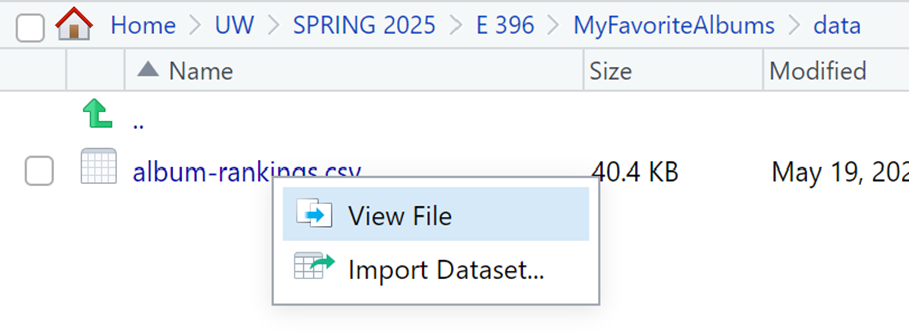 Home > UW > SPRING 2025 > E 396 > MyFavoriteAlbums > data
Name Size Modified
..
album-rankings.csv 40.4 KB May 19, 202
View File
Import Dataset...